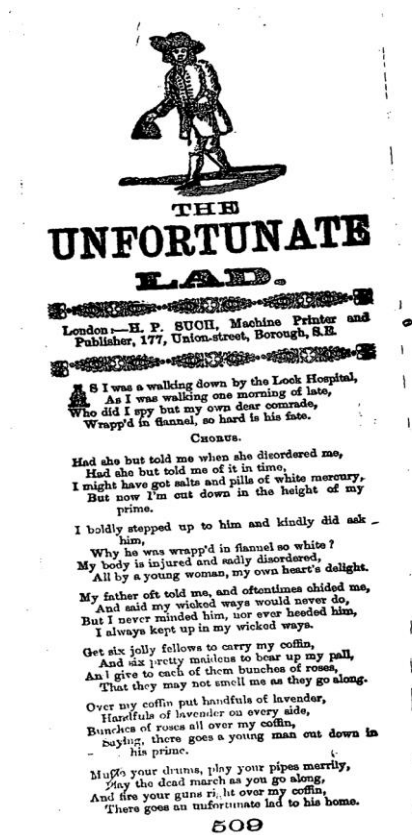 THE
UNFORTUNATE
LAD.
London:—H. P. SUCH, Machine Printer and
Publisher, 177, Union-street, Borough, S.E.
AS I was a walking down by the Lock Hospital,
As I was walking one morning of late,
Who did I spy but my own dear comrade,
Wrapp'd in flannel, so hard is his fate.
CHORUS.
Had she but told me when she disordered me,
Had she but told me of it in time,
I might have got salts and pills of white mercury,
But now I'm cut down in the height of my
prime.
I boldly stepped up to him and kindly did ask
him,
Why he was wrapp'd in flannel so white?
My body is injured and sadly disordered,
All by a young woman, my own heart's delight.
My father oft told me, and oftentimes chided me,
And said my wicked ways would never do,
But I never minded him, nor ever heeded him,
I always kept up in my wicked ways.
Get six jolly fellows to carry my coffin,
And six pretty maidens to bear up my pall,
And give to each of them bunches of roses,
That they may not smell me as they go along.
Over my coffin put handfuls of lavender,
Handfuls of lavender on every side,
Bunches of roses all over my coffin,
Saying, there goes a young man cut down in
his prime.
Muffle your drums, play your pipes merrily,
Play the dead march as you go along,
And fire your guns right over my coffin,
There goes an unfortunate lad to his home.
509